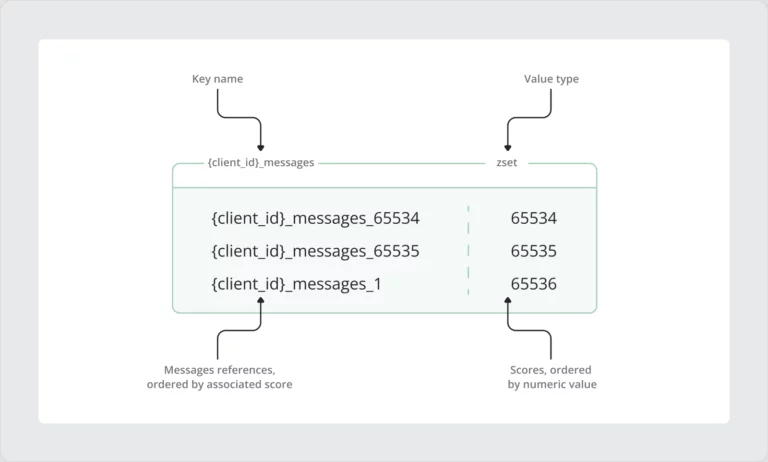 Key name
Value type
{client_id}_messages
zset
{client_id}_messages_65534
65534
{client_id}_messages_65535
65535
{client_id}_messages_1
65536
Messages references,
ordered by associated score
Scores, ordered
by numeric value